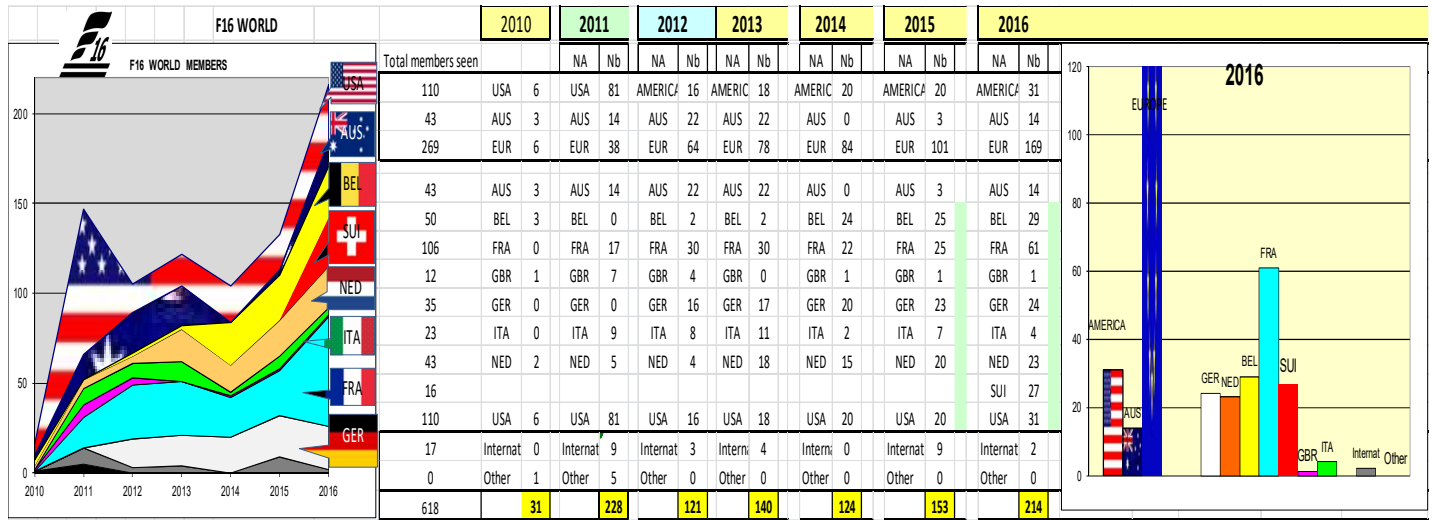 F16 WORLD
2010 2011 2012 2013 2014 2015 2016
16
F16 WORLD MEMBERS
Total members seen NA Nb NA Nb NA Nb NA Nb NA Nb NA Nb
110 USA 6 USA 81 AMERICA 16 AMERIC 18 AMERIC 20 AMERICA 20 AMERICA 31
43 AUS 3 AUS 14 AUS 22 AUS 22 AUS 0 AUS 3 AUS 14
269 EUR 6 EUR 38 EUR 64 EUR 78 EUR 84 EUR 101 EUR 169
43 AUS 3 AUS 14 AUS 22 AUS 22 AUS 0 AUS 3 AUS 14
50 BEL 3 BEL 0 BEL 2 BEL 2 BEL 24 BEL 25 BEL 29
106 FRA 0 FRA 17 FRA 30 FRA 30 FRA 22 FRA 25 FRA 61
12 GBR 1 GBR 7 GBR 4 GBR 0 GBR 1 GBR 1 GBR 1
35 GER 0 GER 0 GER 16 GER 17 GER 20 GER 23 GER 24
23 ITA 0 ITA 9 ITA 8 ITA 11 ITA 2 ITA 7 ITA 4
43 NED 2 NED 5 NED 4 NED 18 NED 15 NED 20 NED 23
16 SUI 27
110 USA 6 USA 81 USA 16 USA 18 USA 20 USA 20 USA 31
17 Internat 0 Internat 9 Internat 3 Intern 4 Intern 0 Internat 9 Internat 2
0 Other 1 Other 5 Other 0 Other 0 Other 0 Other 0 Other 0
618 31 228 121 140 124 153 214
200
150
100
50
0
2010 2011 2012 2013 2014 2015 2016
USA
AUS
BEL
SUI
NED
ITA
FRA
GER
2016
120
100
80
60
40
20
0
EUROPE
AMERICA
AUS
GER
NED
BEL
FRA
SUI
GBR
ITA
Internat
Other